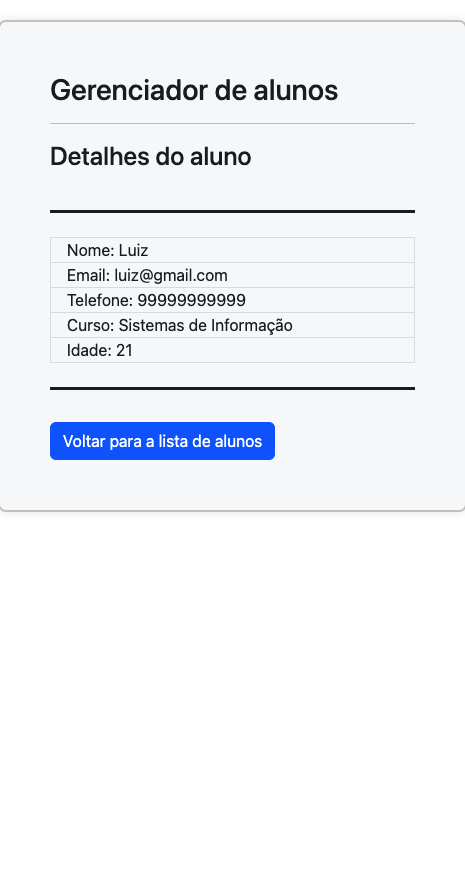 Gerenciador de alunos
Detalhes do aluno
Nome: Luiz
Email: luiz@gmail.com
Telefone: 99999999999
Curso: Sistemas de Informação
Idade: 21
Voltar para a lista de alunos